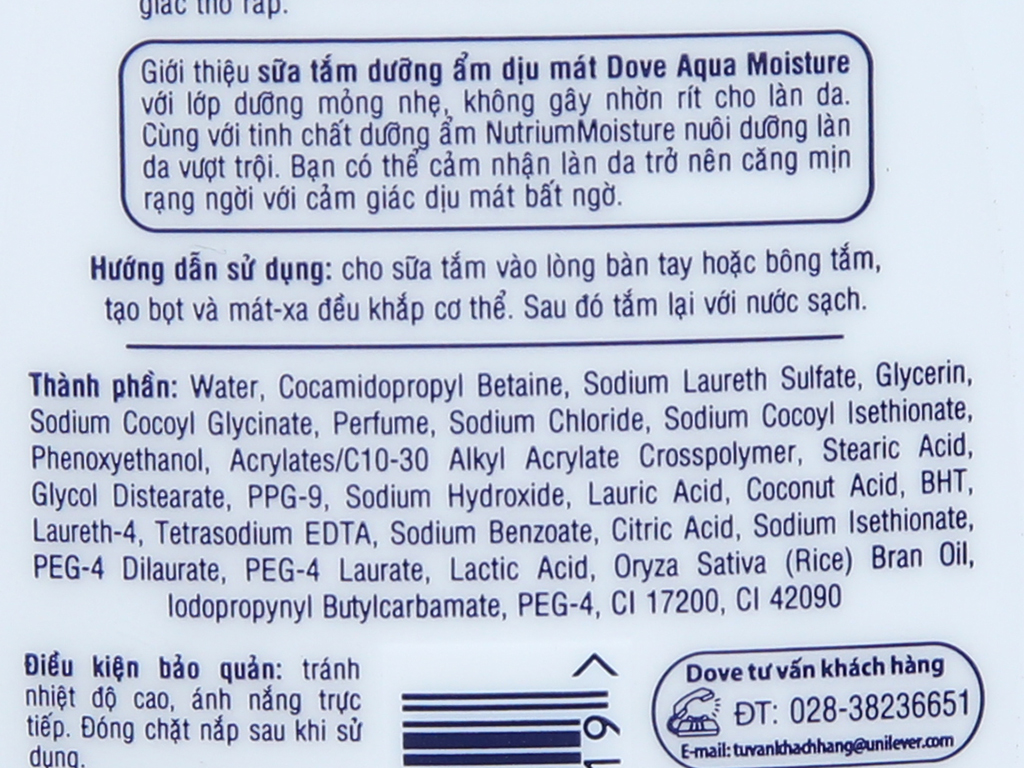 giác thô ráp.
Giới thiệu sữa tắm dưỡng ẩm dịu mát Dove Aqua Moisture
với lớp dưỡng mỏng nhẹ, không gây nhờn rít cho làn da.
Cùng với tinh chất dưỡng ẩm NutriumMoisture nuôi dưỡng làn
da vượt trội. Bạn có thể cảm nhận làn da trở nên căng mịn
rạng ngời với cảm giác dịu mát bất ngờ.
Hướng dẫn sử dụng: cho sữa tắm vào lòng bàn tay hoặc bông tắm,
tạo bọt và mát-xa đều khắp cơ thể. Sau đó tắm lại với nước sạch.
Thành phần: Water, Cocamidopropyl Betaine, Sodium Laureth Sulfate, Glycerin,
Sodium Cocoyl Glycinate, Perfume, Sodium Chloride, Sodium Cocoyl Isethionate,
Phenoxyethanol, Acrylates/C10-30 Alkyl Acrylate Crosspolymer, Stearic Acid,
Glycol Distearate, PPG-9, Sodium Hydroxide, Lauric Acid, Coconut Acid, BHT,
Laureth-4, Tetrasodium EDTA, Sodium Benzoate, Citric Acid, Sodium Isethionate,
PEG-4 Dilaurate, PEG-4 Laurate, Lactic Acid, Oryza Sativa (Rice) Bran Oil,
Iodopropynyl Butylcarbamate, PEG-4, CI 17200, CI 42090
Điều kiện bảo quản: tránh
nhiệt độ cao, ánh nắng trực
tiếp. Đóng chặt nắp sau khi sử
dụng.
Dove tư vấn khách hàng
ĐT: 028-38236651
E-mail: tuvankhachhang@unilever.com